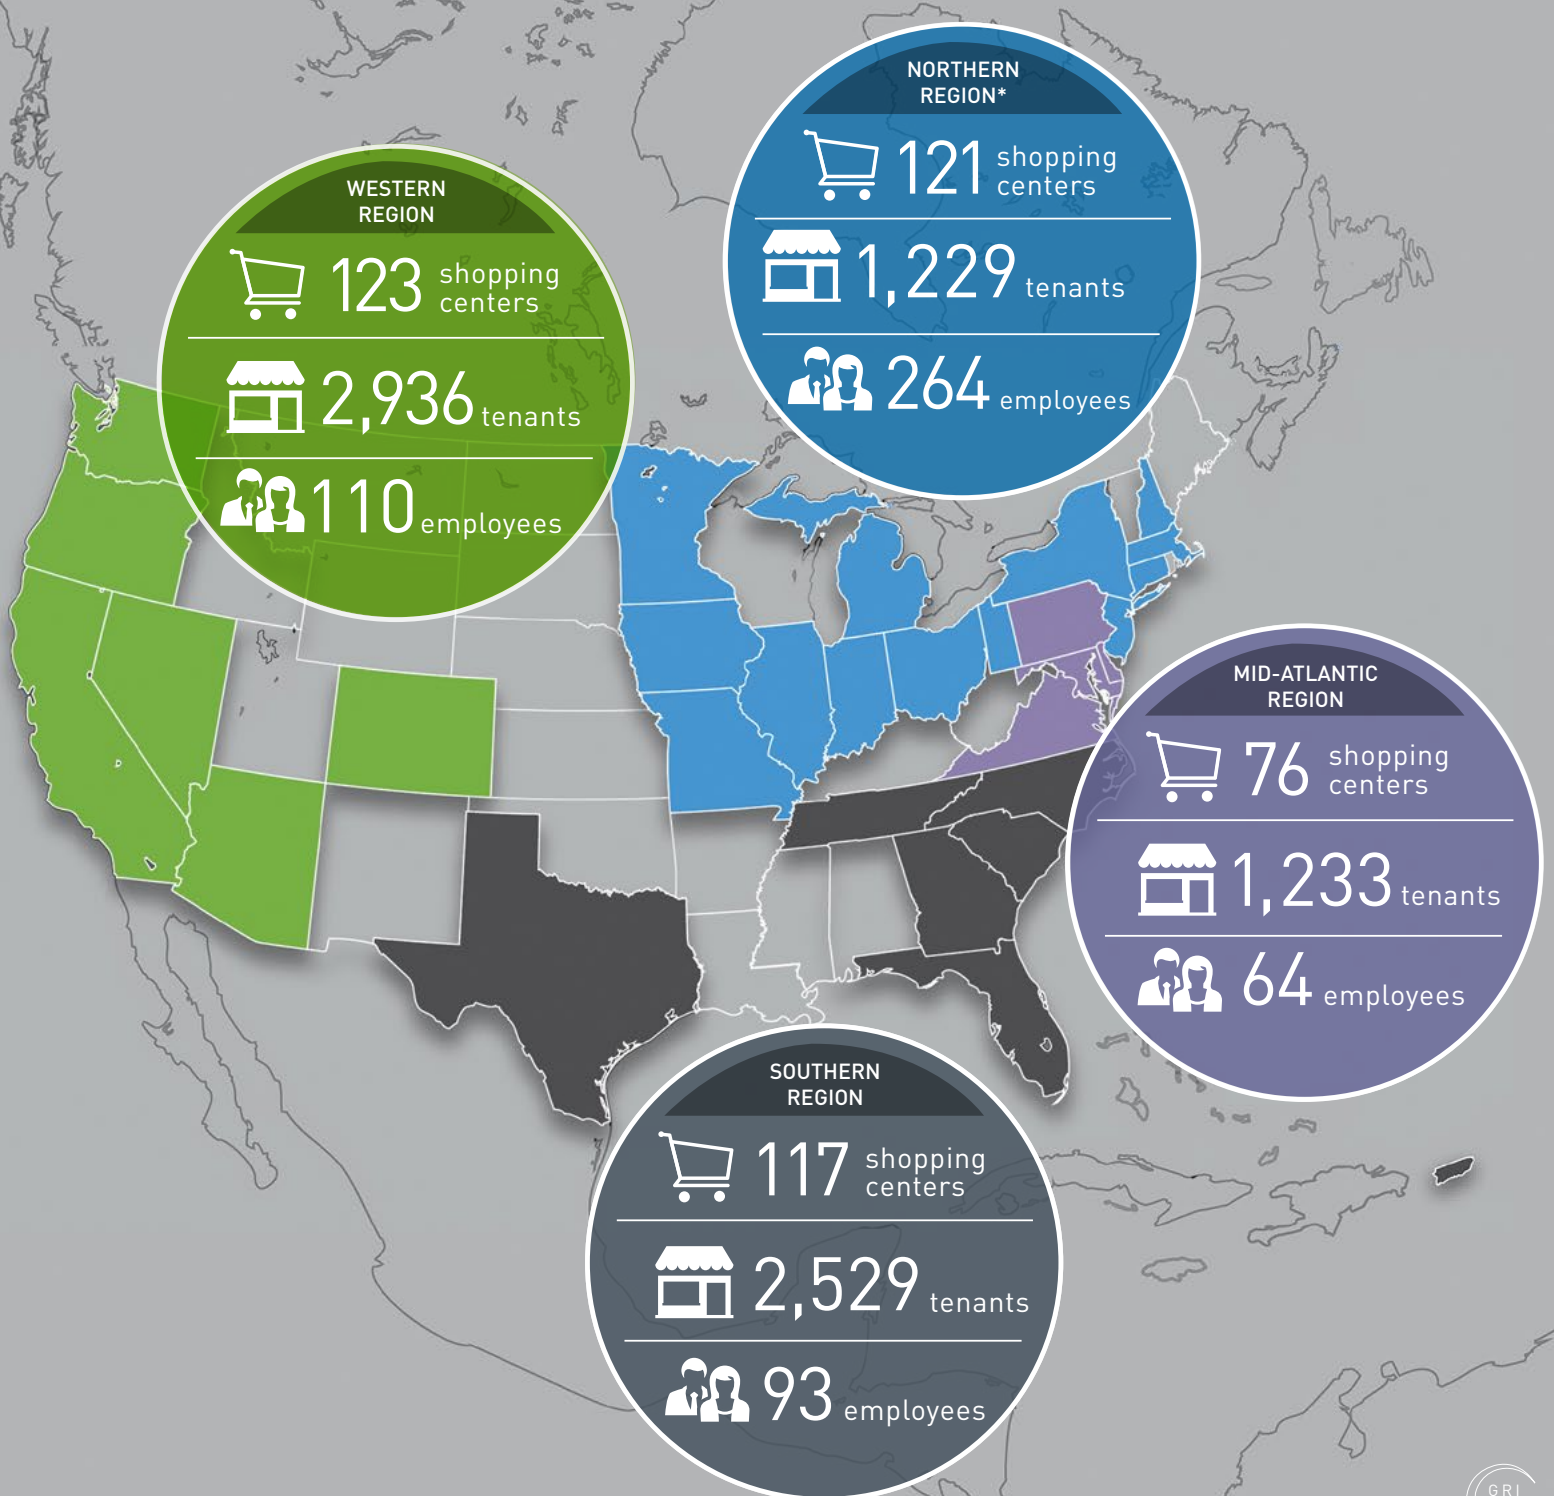 NORTHERN
REGION*
121 shopping
centers
1,229 tenants
264 employees
WESTERN
REGION
123 shopping
centers
2,936 tenants
110 employees
MID-ATLANTIC
REGION
76 shopping
centers
1,233 tenants
64 employees
SOUTHERN
REGION
117 shopping
centers
2,529 tenants
93 employees
GRI